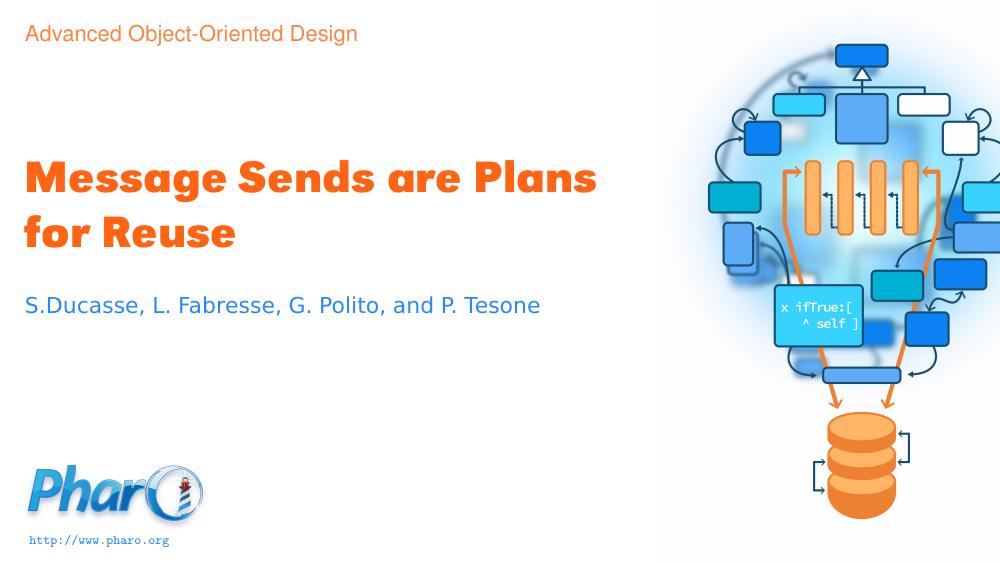 Advanced Object-Oriented Design
Message Sends are Plans
for Reuse
S.Ducasse, L. Fabresse, G. Polito, and P. Tesone
x ifTrue:[
^ self ]
Pharo
http://www.pharo.org